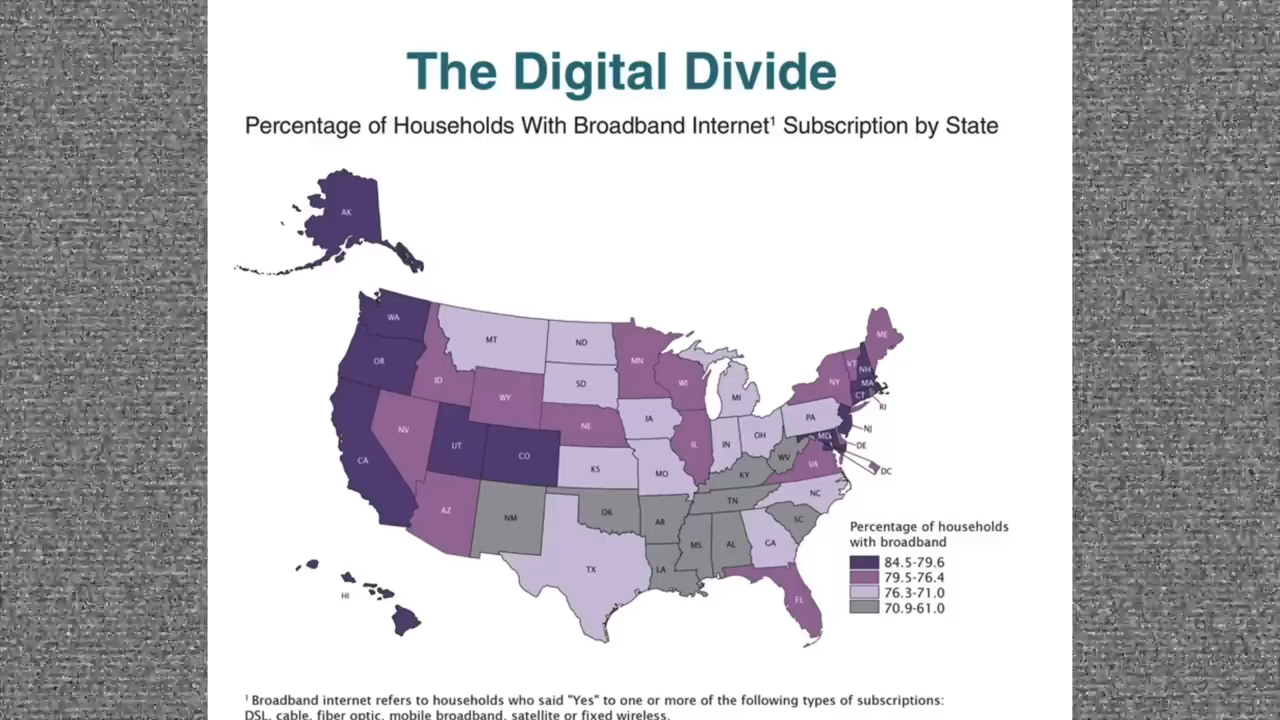 The Digital Divide
Percentage of Households With Broadband Internet¹ Subscription by State
AK
WA
OR
CA
ID
NV
UT
AZ
MT
WY
CO
NM
ND
SD
NE
KS
OK
TX
MN
IA
MO
AR
LA
WI
IL
MI
IN
OH
KY
TN
MS
AL
GA
FL
SC
NC
VA
WV
PA
NY
VT
NH
ME
MA
CT
RI
NJ
DE
MD
DC
HI
Percentage of households
with broadband
84.5-79.6
79.5-76.4
76.3-71.0
70.9-61.0
¹ Broadband internet refers to households who said "Yes" to one or more of the following types of subscriptions:
DSL, cable, fiber optic, mobile broadband, satellite or fixed wireless.